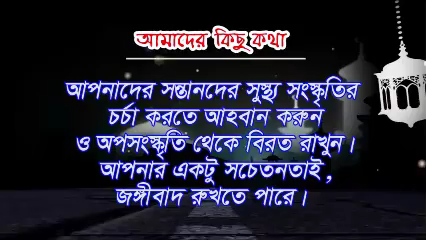 আমাদের কিছু কথা
আপনাদের সন্তানদের সুস্থ্য সংস্কৃতির
চর্চা করতে আহবান করুন
ও অপসংস্কৃতি থেকে বিরত রাখুন।
আপনার একটু সচেতনতাই,
জঙ্গীবাদ রুখতে পারে।